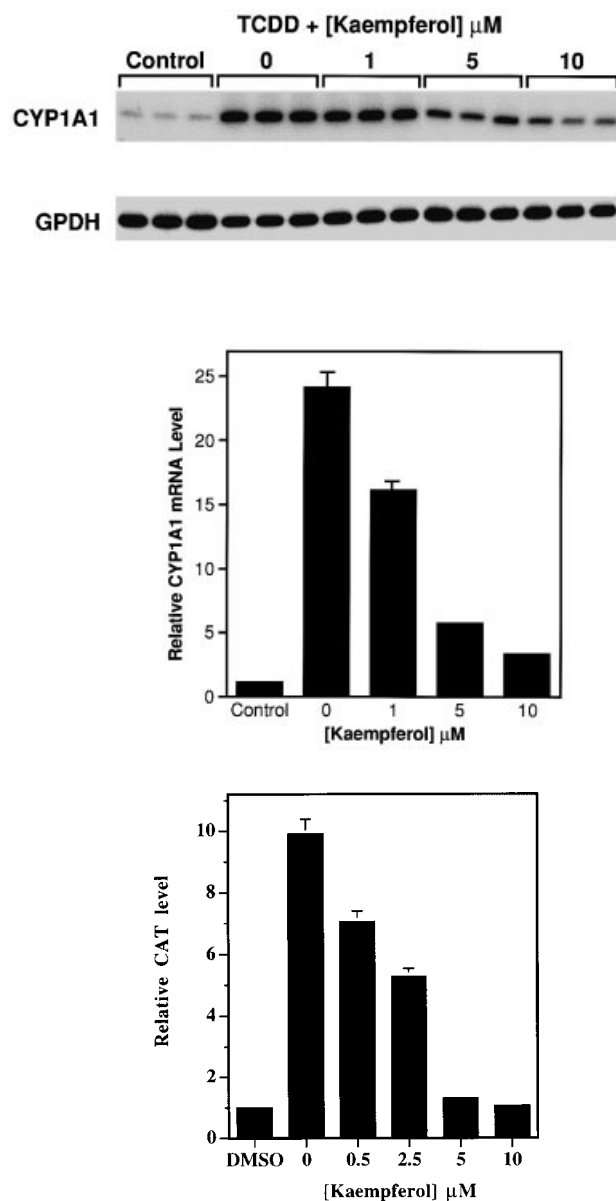 TCDD + [Kaempferol] μM
Control 0 1 5 10
CYP1A1
GPDH
Relative CYP1A1 mRNA Level
25
20
15
10
5
0
Control 0 1 5 10
[Kaempferol] μM
Relative CAT level
10
8
6
4
2
0
DMSO 0 0.5 2.5 5 10
[Kaempferol] μM